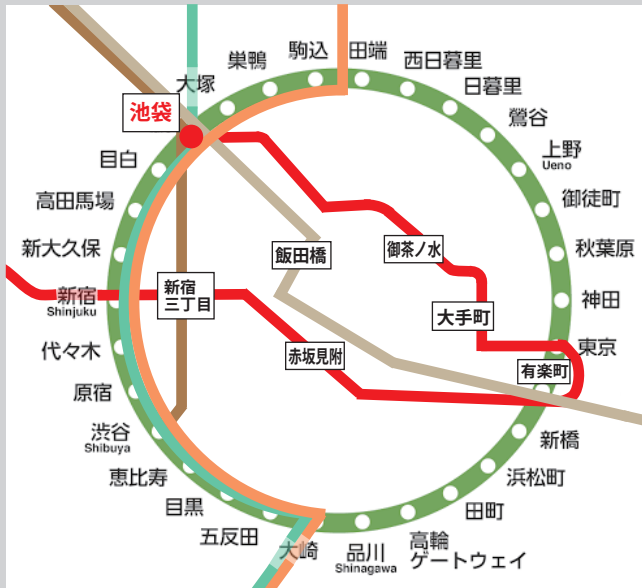 駒込
田端
巣鴨
西日暮里
大塚
日暮里
池袋
鶯谷
目白
上野
Ueno
高田馬場
御徒町
新大久保
飯田橋
御茶ノ水
秋葉原
新宿
Shinjuku
新宿
三丁目
神田
大手町
代々木
赤坂見附
東京
有楽町
原宿
渋谷
Shibuya
新橋
恵比寿
浜松町
目黒
田町
五反田
大崎
品川
Shinagawa
高輪
ゲートウェイ